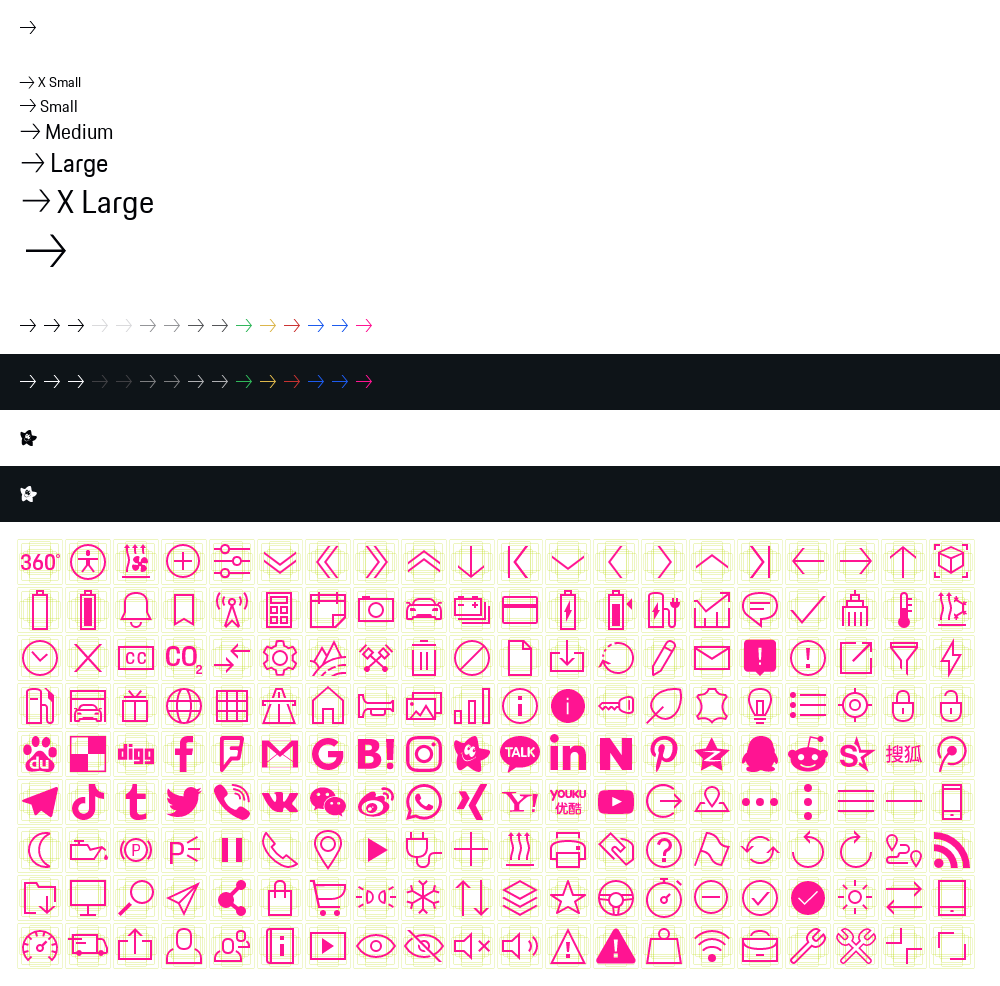 X Small
Small
Medium
Large
X Large
360°
CC
CO2
du
digg
B!
TALK
in
搜狐
Y!
YOUKU
优酷
P
P